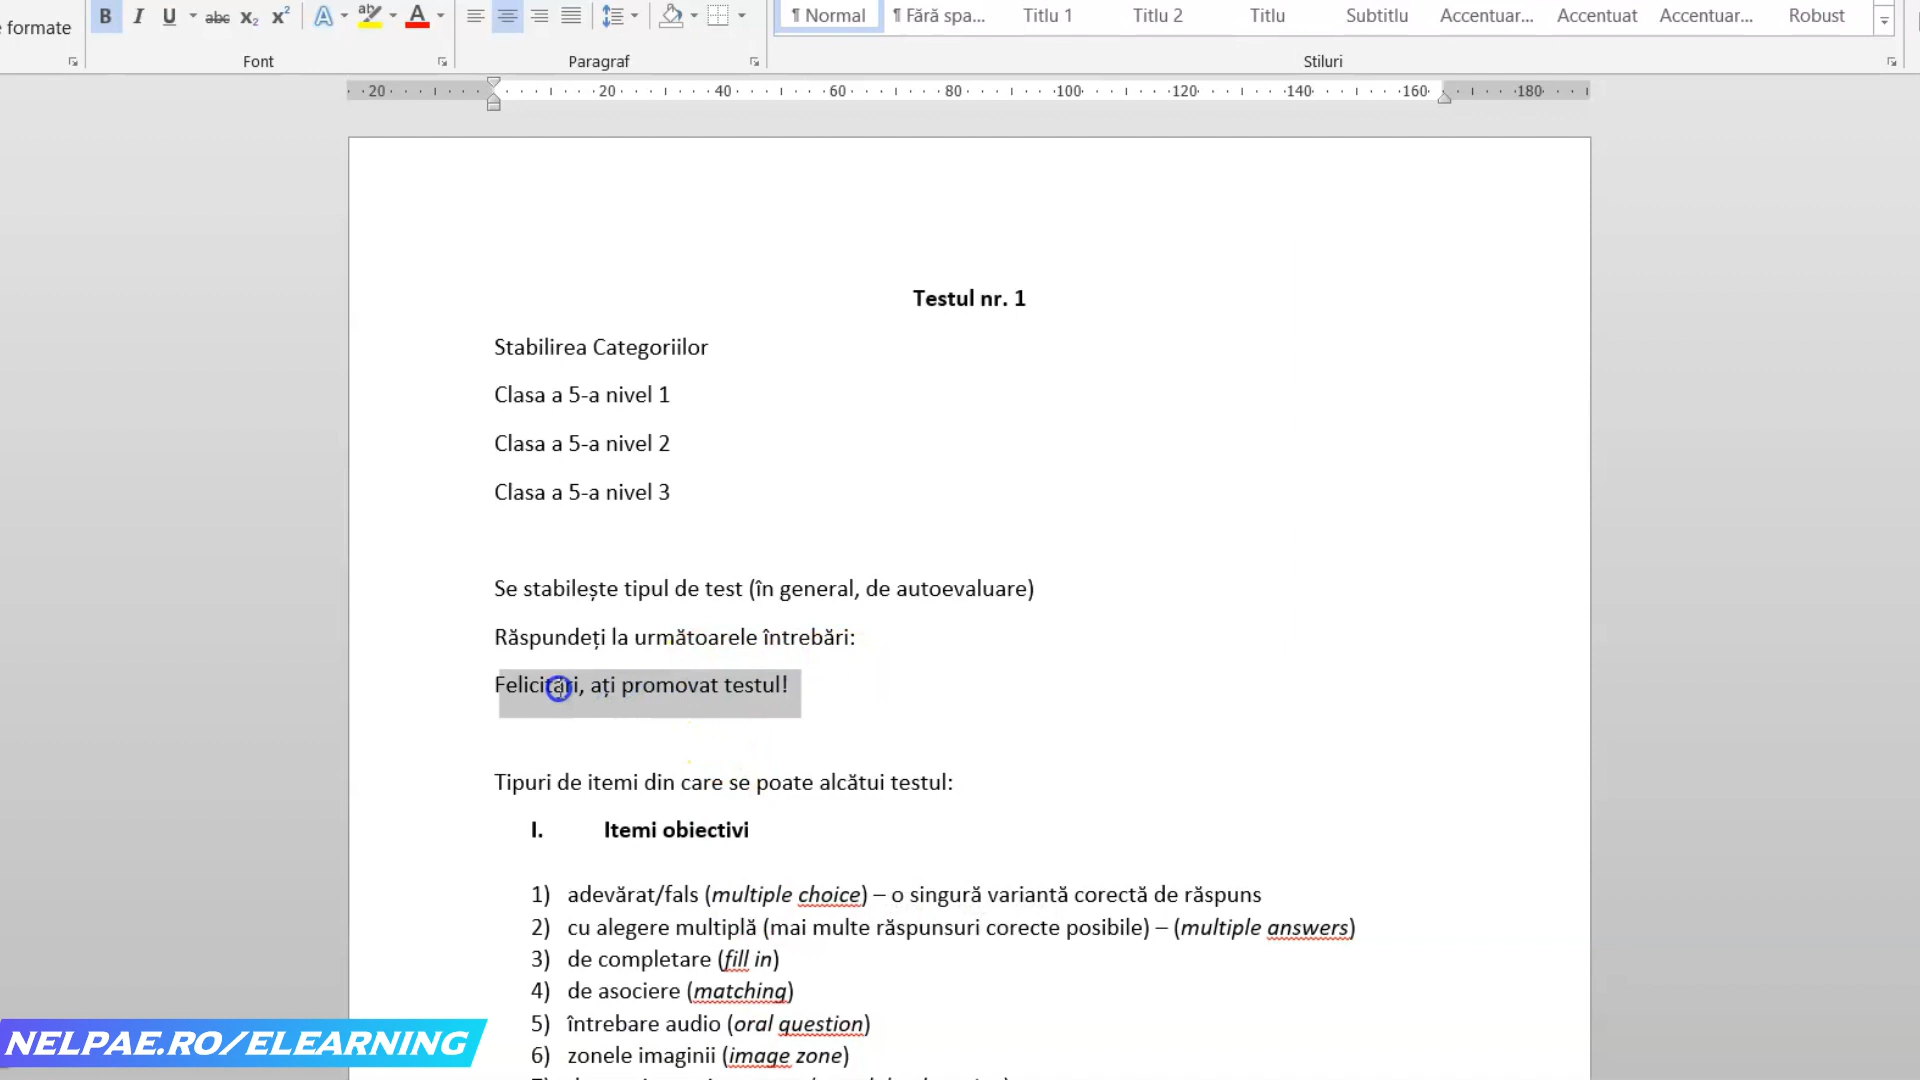 formate
B I U abc x₂ x² A ab A
Font
Paragraf
¶ Normal ¶ Fără spa... Titlu 1 Titlu 2 Titlu Subtitlu Accentuar... Accentuat Accentuar... Robust
Stiluri
20 20 40 60 80 100 120 140 160 180
Testul nr. 1
Stabilirea Categoriilor
Clasa a 5-a nivel 1
Clasa a 5-a nivel 2
Clasa a 5-a nivel 3
Se stabilește tipul de test (în general, de autoevaluare)
Răspundeți la următoarele întrebări:
Felicitări, ați promovat testul!
Tipuri de itemi din care se poate alcătui testul:
I. Itemi obiectivi
1) adevărat/fals (multiple choice) – o singură variantă corectă de răspuns
2) cu alegere multiplă (mai multe răspunsuri corecte posibile) – (multiple answers)
3) de completare (fill in)
4) de asociere (matching)
5) întrebare audio (oral question)
6) zonele imaginii (image zone)
NELPAE.RO/ELEARNING